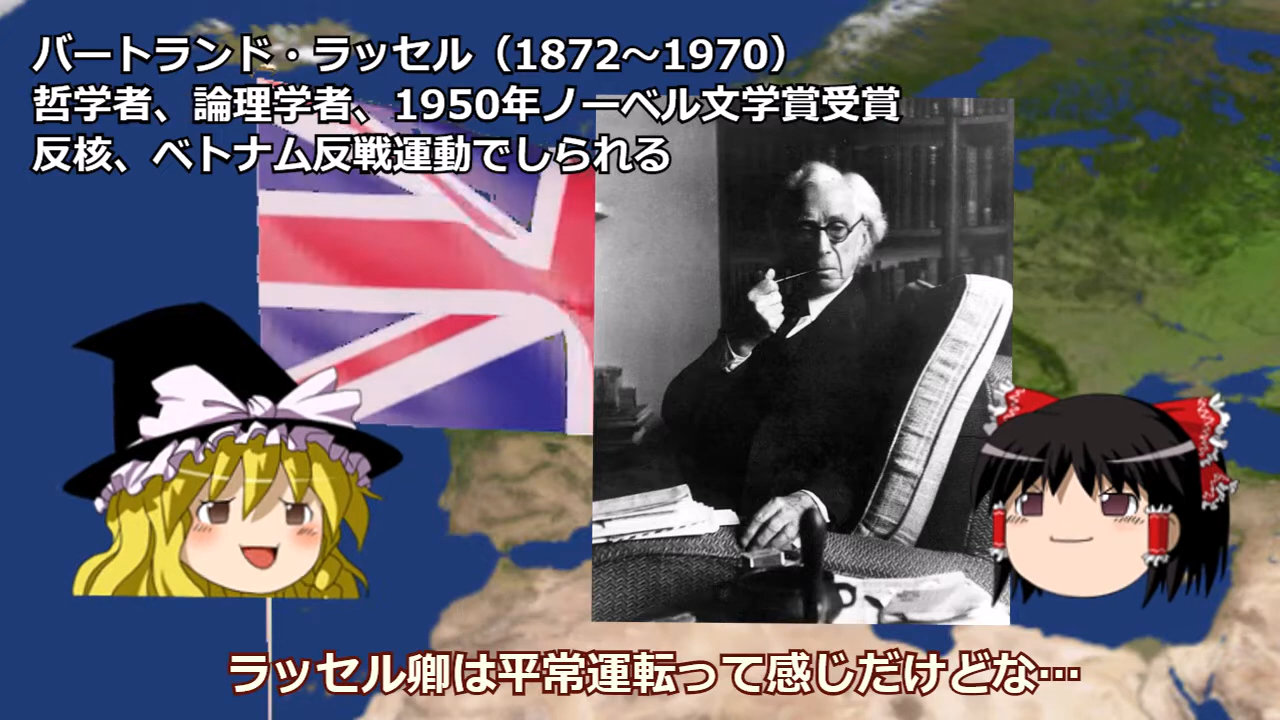 バートランド・ラッセル（1872～1970）
哲学者、論理学者、1950年ノーベル文学賞受賞
反核、ベトナム反戦運動でしられる
ラッセル卿は平常運転って感じだけどな…